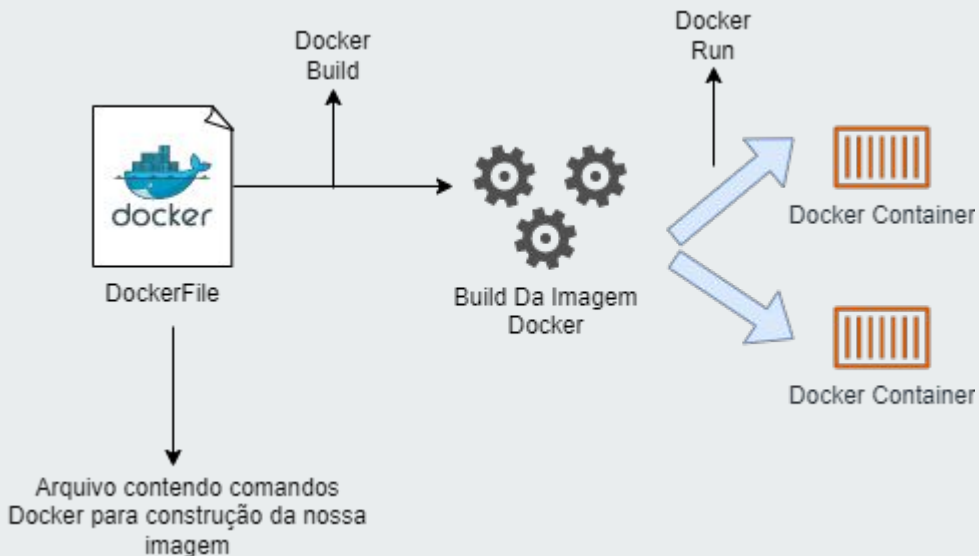 Docker
Build
Docker
Run
docker
DockerFile
Build Da Imagem
Docker
Docker Container
Docker Container
Arquivo contendo comandos
Docker para construção da nossa
imagem